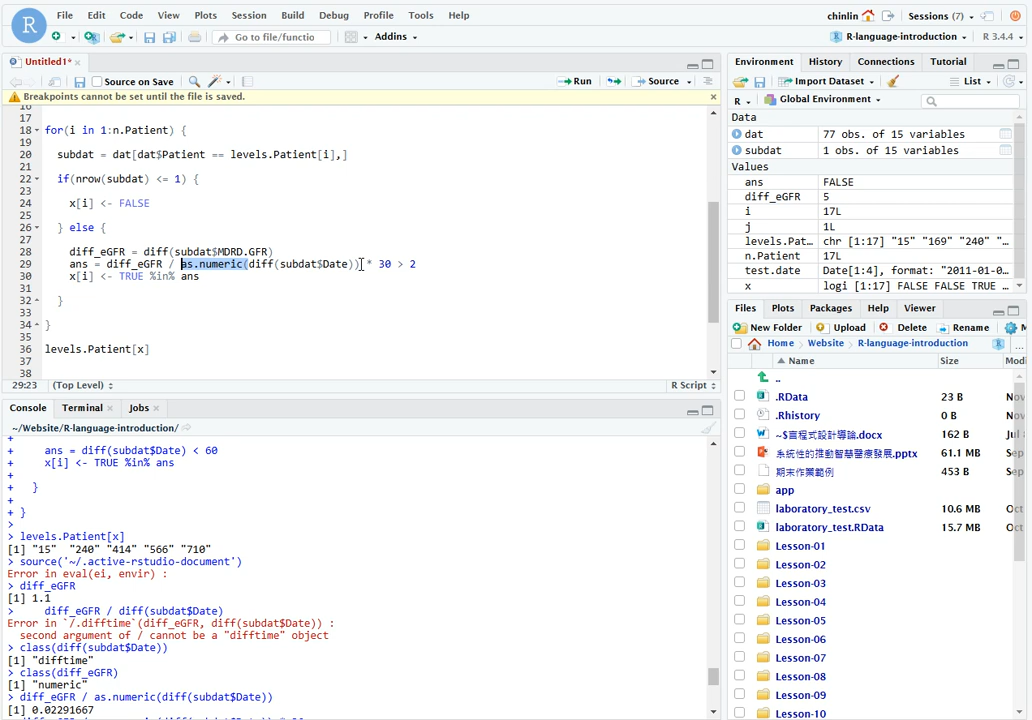 File Edit Code View Plots Session Build Debug Profile Tools Help
chinlin
Sessions (7)
Go to file/functio
Addins
R-language-introduction
R 3.4.4
Untitled1*
Source on Save
Run
Source
Breakpoints cannot be set until the file is saved.
16
17
18 for(i in 1:n.Patient) {
19
20 subdat = dat[dat$Patient == levels.Patient[i],]
21
22 if(nrow(subdat) <= 1) {
23
24 x[i] <- FALSE
25
26 } else {
27
28 diff_eGFR = diff(subdat$MDRD.GFR)
29 ans = diff_eGFR / as.numeric(diff(subdat$Date)) * 30 > 2
30 x[i] <- TRUE %in% ans
31
32 }
33
34 }
35
36 levels.Patient[x]
37
38
29:23 (Top Level) R Script
Console Terminal Jobs
~/Website/R-language-introduction/
+
+ ans = diff(subdat$Date) < 60
+ x[i] <- TRUE %in% ans
+
+ }
+
+ }
>
> levels.Patient[x]
[1] "15" "240" "414" "566" "710"
> source('~/.active-rstudio-document')
Error in eval(ei, envir) :
> diff_eGFR
[1] 1.1
> diff_eGFR / diff(subdat$Date)
Error in `/.difftime`(diff_eGFR, diff(subdat$Date)) :
second argument of / cannot be a "difftime" object
> class(diff(subdat$Date))
[1] "difftime"
> class(diff_eGFR)
[1] "numeric"
> diff_eGFR / as.numeric(diff(subdat$Date))
[1] 0.02291667
Environment History Connections Tutorial
Import Dataset
List
R
Global Environment
Data
dat 77 obs. of 15 variables
subdat 1 obs. of 15 variables
Values
ans FALSE
diff_eGFR 5
i 17L
j 1L
levels.Pat… chr [1:17] "15" "169" "240" "
n.Patient 17L
test.date Date[1:4], format: "2011-01-0…
x logi [1:17] FALSE FALSE TRUE …
Files Plots Packages Help Viewer
New Folder Upload Delete Rename M
Home Website R-language-introduction ...
Name Size Modi
..
.RData 23 B Nov
.Rhistory 0 B Nov
~$高程式設計導論.docx 162 B Jul
系統性的推動智慧醫療發展.pptx 61.1 MB Sep
期末作業範例 453 B Sep
app
laboratory_test.csv 10.6 MB Oct
laboratory_test.RData 15.7 MB Oct
Lesson-01
Lesson-02
Lesson-03
Lesson-04
Lesson-05
Lesson-06
Lesson-07
Lesson-08
Lesson-09
Lesson-10